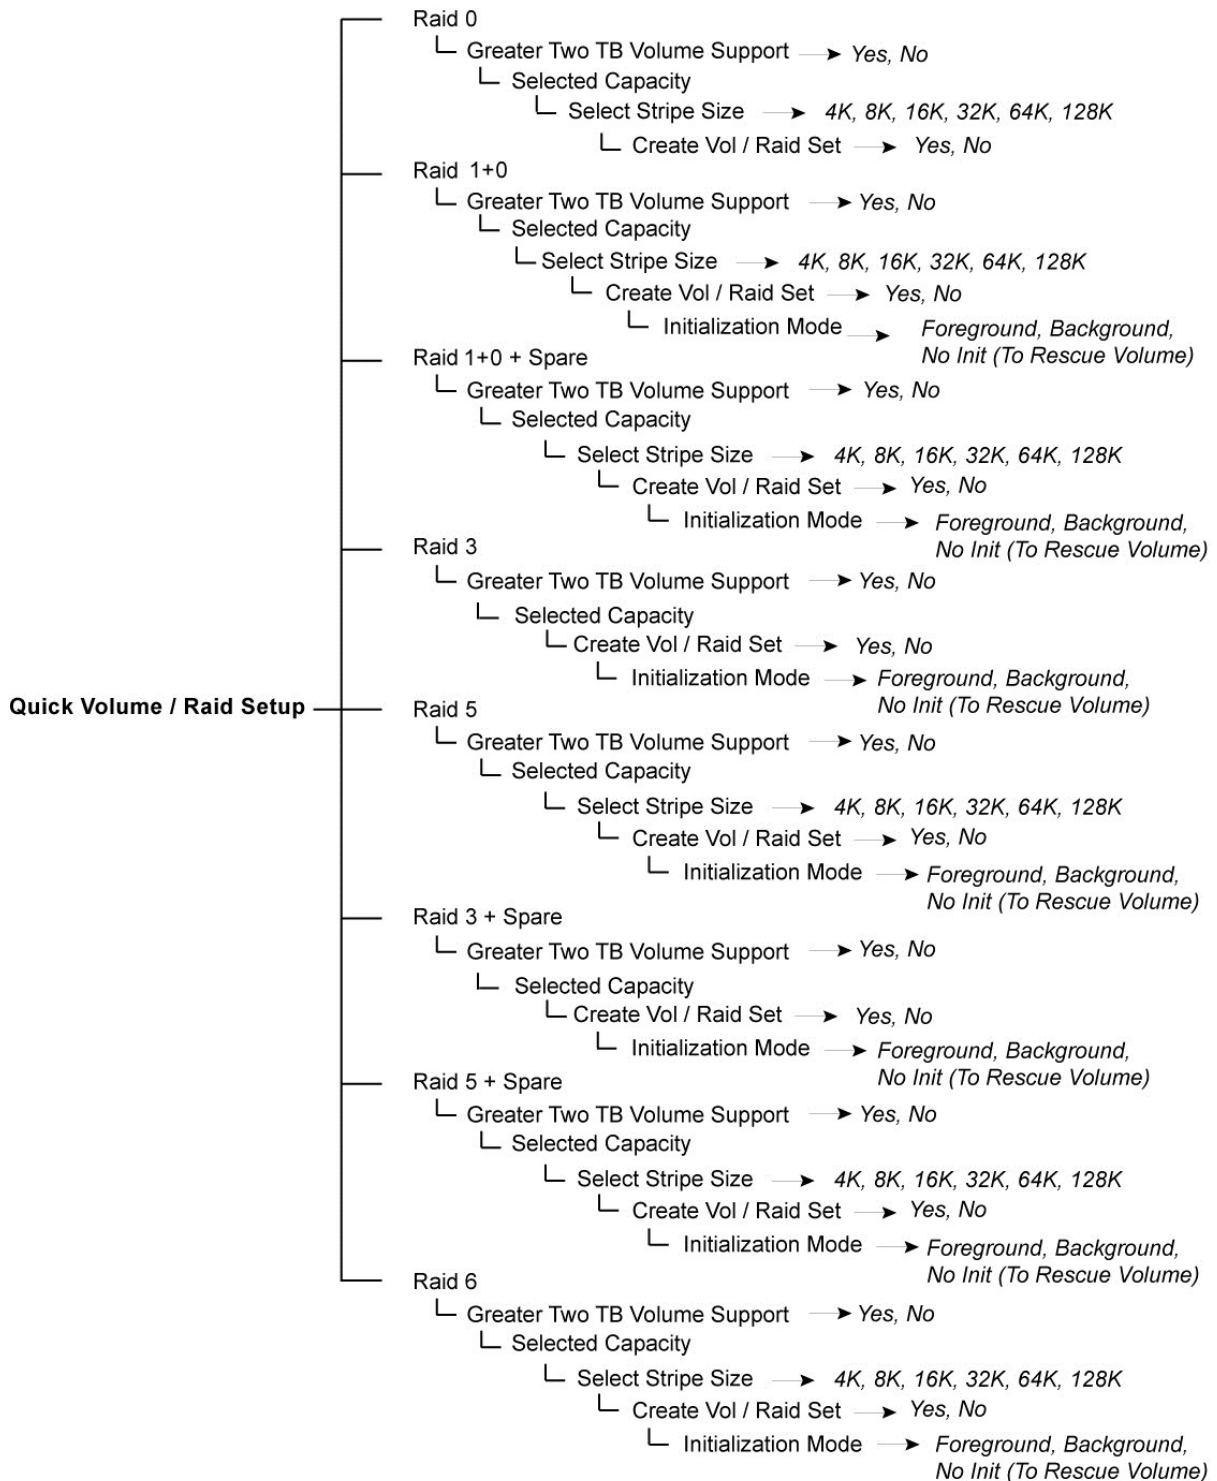 Raid 0
Greater Two TB Volume Support Yes, No
Selected Capacity
Select Stripe Size 4K, 8K, 16K, 32K, 64K, 128K
Create Vol / Raid Set Yes, No
Raid 1+0
Greater Two TB Volume Support Yes, No
Selected Capacity
Select Stripe Size 4K, 8K, 16K, 32K, 64K, 128K
Create Vol / Raid Set Yes, No
Initialization Mode Foreground, Background,
No Init (To Rescue Volume)
Raid 1+0 + Spare
Greater Two TB Volume Support Yes, No
Selected Capacity
Select Stripe Size 4K, 8K, 16K, 32K, 64K, 128K
Create Vol / Raid Set Yes, No
Initialization Mode Foreground, Background,
No Init (To Rescue Volume)
Raid 3
Greater Two TB Volume Support Yes, No
Selected Capacity
Create Vol / Raid Set Yes, No
Initialization Mode Foreground, Background,
No Init (To Rescue Volume)
Quick Volume / Raid Setup
Raid 5
Greater Two TB Volume Support Yes, No
Selected Capacity
Select Stripe Size 4K, 8K, 16K, 32K, 64K, 128K
Create Vol / Raid Set Yes, No
Initialization Mode Foreground, Background,
No Init (To Rescue Volume)
Raid 3 + Spare
Greater Two TB Volume Support Yes, No
Selected Capacity
Create Vol / Raid Set Yes, No
Initialization Mode Foreground, Background,
No Init (To Rescue Volume)
Raid 5 + Spare
Greater Two TB Volume Support Yes, No
Selected Capacity
Select Stripe Size 4K, 8K, 16K, 32K, 64K, 128K
Create Vol / Raid Set Yes, No
Initialization Mode Foreground, Background,
No Init (To Rescue Volume)
Raid 6
Greater Two TB Volume Support Yes, No
Selected Capacity
Select Stripe Size 4K, 8K, 16K, 32K, 64K, 128K
Create Vol / Raid Set Yes, No
Initialization Mode Foreground, Background,
No Init (To Rescue Volume)